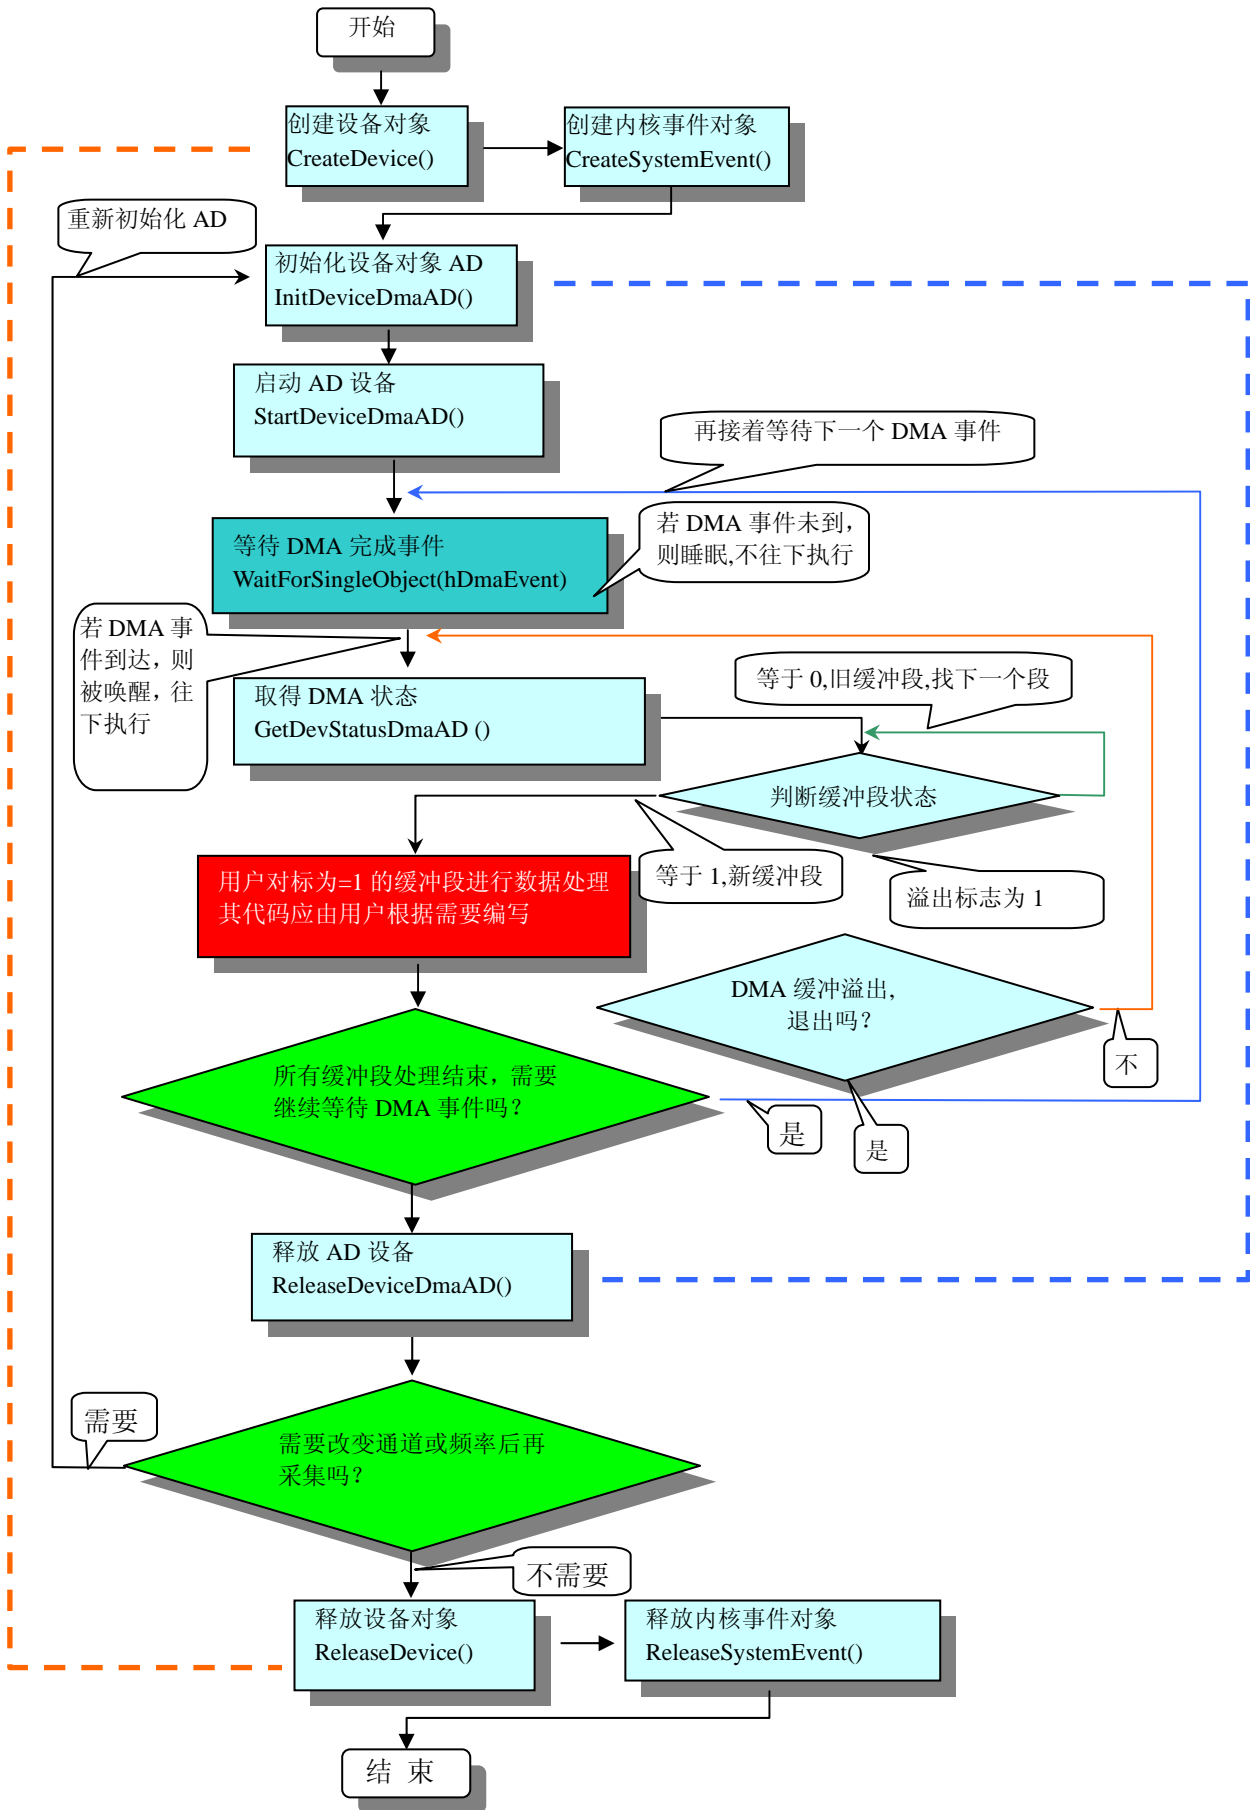 开始
创建设备对象
CreateDevice()
创建内核事件对象
CreateSystemEvent()
重新初始化 AD
初始化设备对象 AD
InitDeviceDmaAD()
启动 AD 设备
StartDeviceDmaAD()
再接着等待下一个 DMA 事件
等待 DMA 完成事件
WaitForSingleObject(hDmaEvent)
若 DMA 事件未到，
则睡眠,不往下执行
若 DMA 事
件到达，则
被唤醒，往
下执行
取得 DMA 状态
GetDevStatusDmaAD ()
等于 0,旧缓冲段,找下一个段
判断缓冲段状态
等于 1,新缓冲段
溢出标志为 1
用户对标为=1 的缓冲段进行数据处理
其代码应由用户根据需要编写
DMA 缓冲溢出,
退出吗？
不
所有缓冲段处理结束，需要
继续等待 DMA 事件吗？
是
是
释放 AD 设备
ReleaseDeviceDmaAD()
需要
需要改变通道或频率后再
采集吗？
不需要
释放设备对象
ReleaseDevice()
释放内核事件对象
ReleaseSystemEvent()
结 束